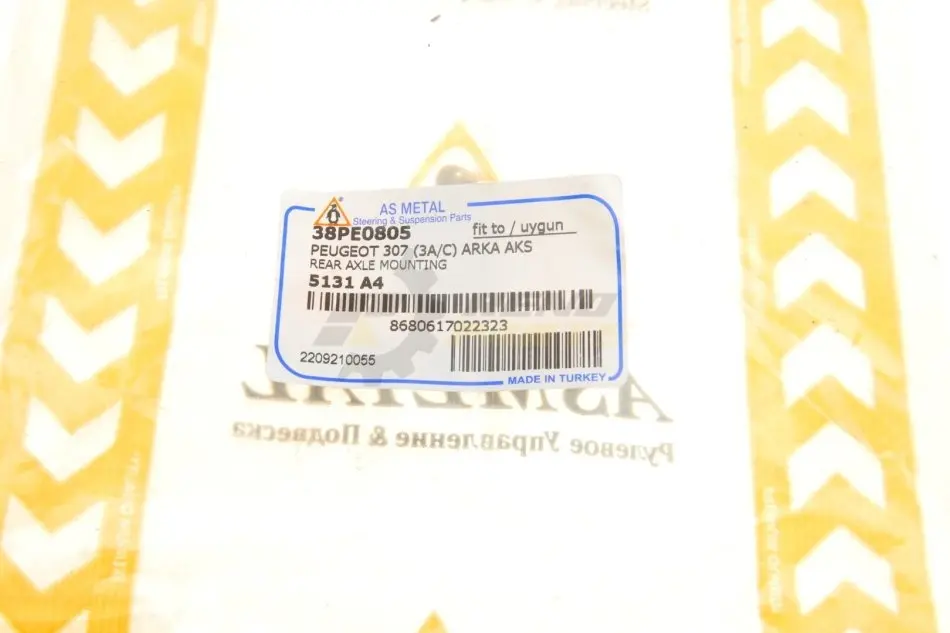 AS METAL
Steering & Suspension Parts
38PE0805 fit to / uygun
PEUGEOT 307 (3A/C) ARKA AKS
REAR AXLE MOUNTING
5131 A4
8680617022323
2209210055
MADE IN TURKEY
ASMETAL
Рулевое Управление & Подвеска